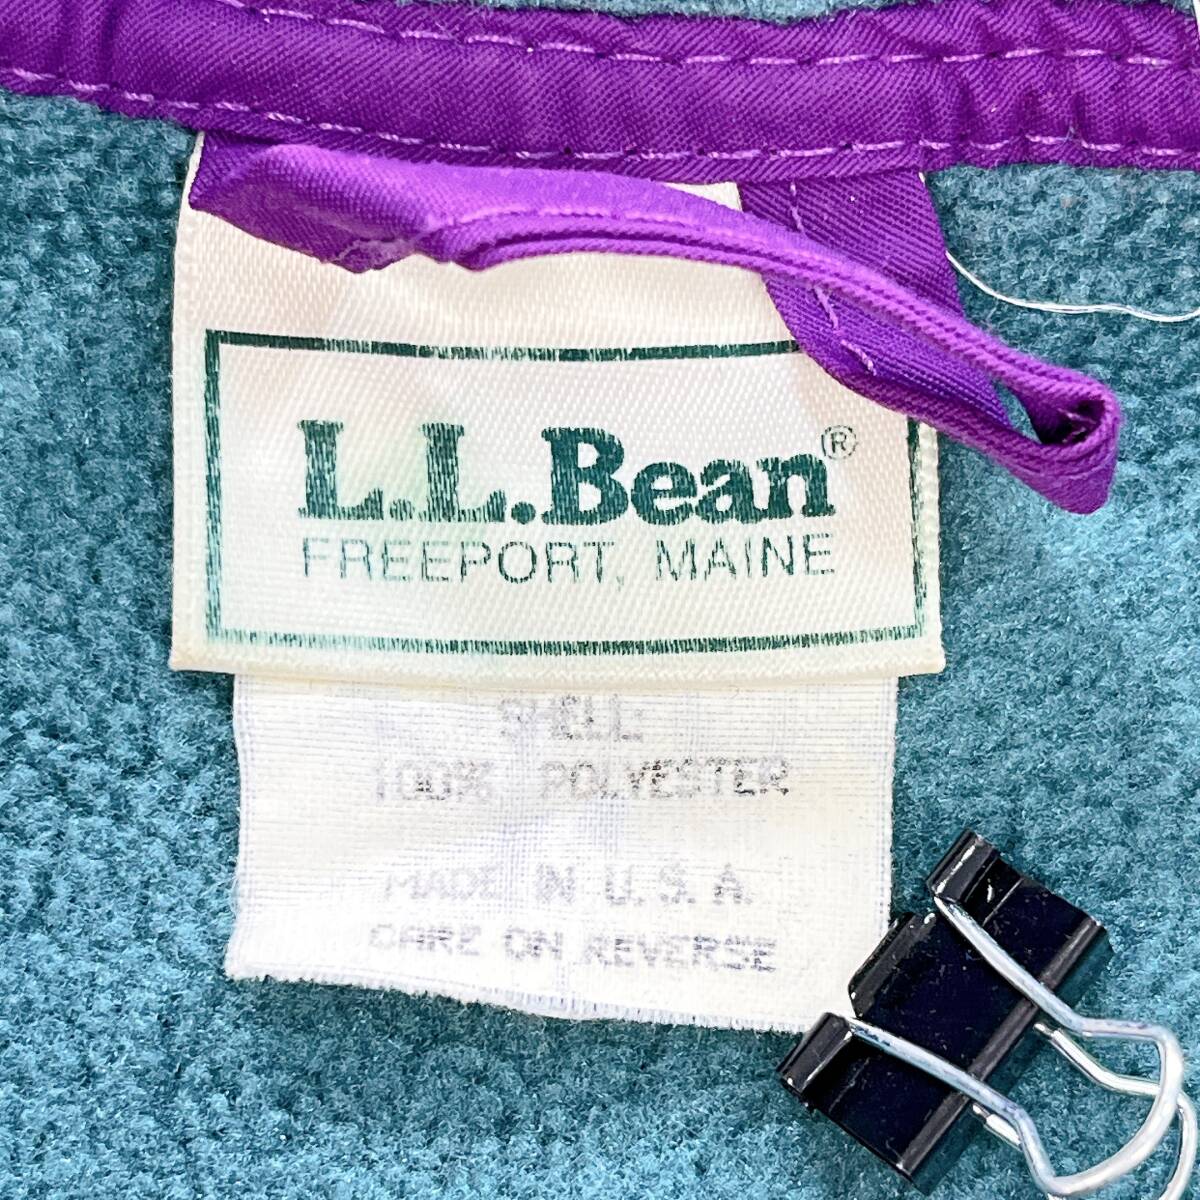 L.L.Bean®
FREEPORT, MAINE
SHELL:
100% POLYESTER
MADE IN U.S.A.
CARE ON REVERSE